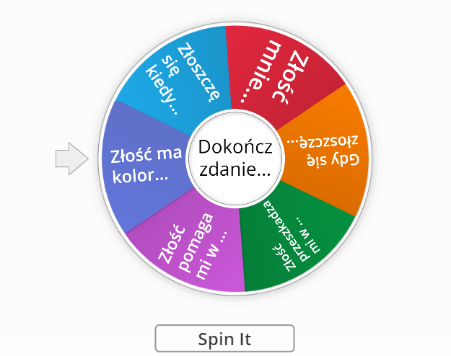 Dokończ
zdanie...
Złość
mnie...
Gdy się
złoszczę...
Złość
przeszkadza
mi w ...
Złość
pomaga
mi w ...
Złość ma
kolor...
Złoszczę
się
kiedy...
Spin It